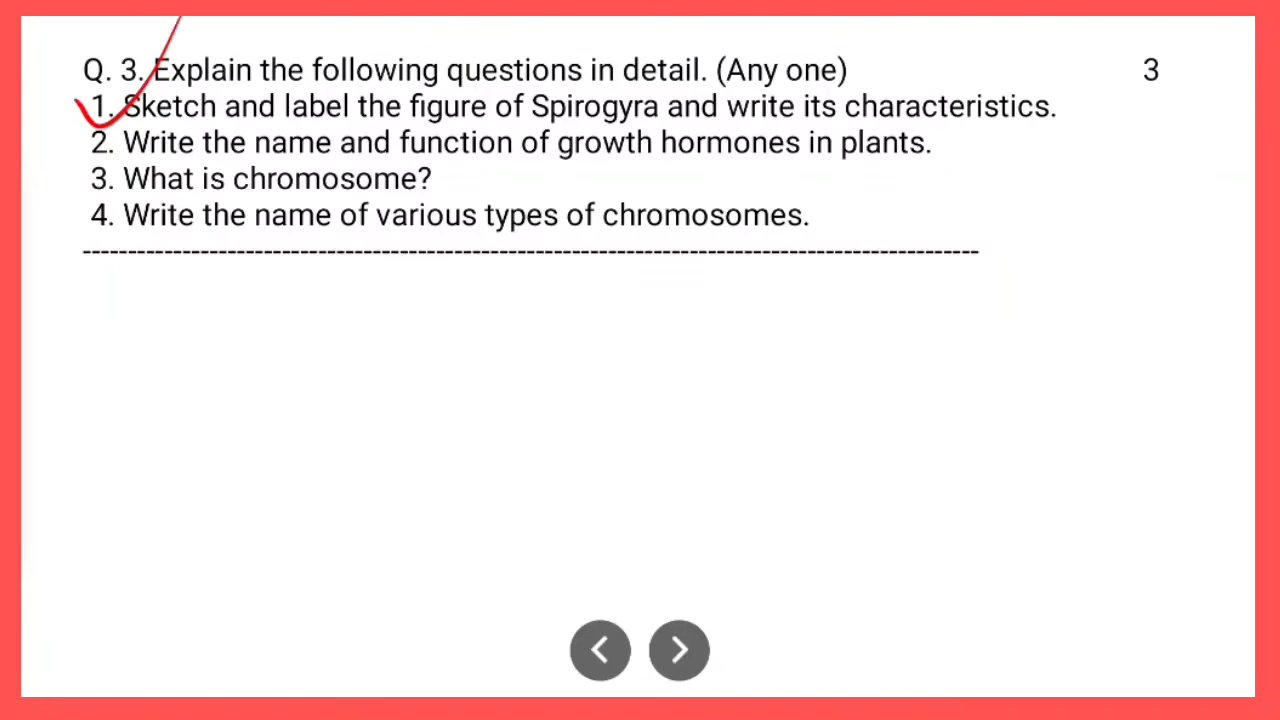 Q. 3. Explain the following questions in detail. (Any one) 3
1. Sketch and label the figure of Spirogyra and write its characteristics.
2. Write the name and function of growth hormones in plants.
3. What is chromosome?
4. Write the name of various types of chromosomes.
----------------------------------------------------------------------------------------------------